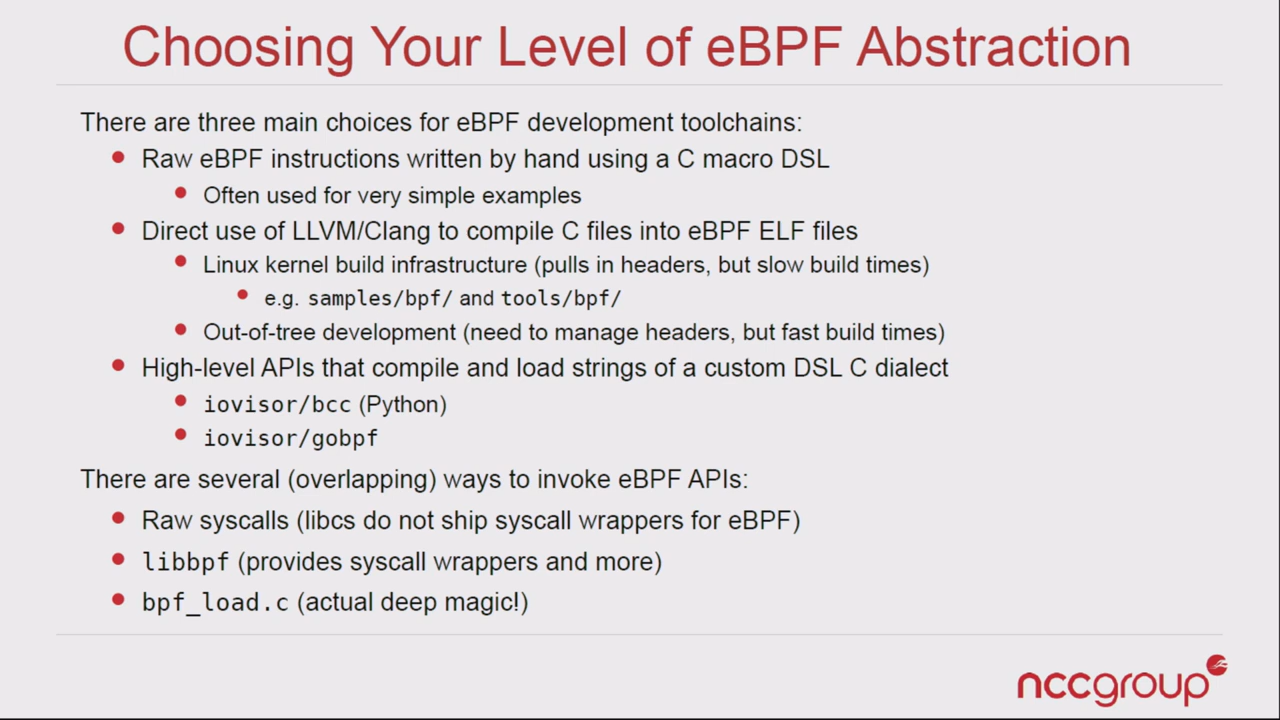 Choosing Your Level of eBPF Abstraction
There are three main choices for eBPF development toolchains:
Raw eBPF instructions written by hand using a C macro DSL
Often used for very simple examples
Direct use of LLVM/Clang to compile C files into eBPF ELF files
Linux kernel build infrastructure (pulls in headers, but slow build times)
e.g. samples/bpf/ and tools/bpf/
Out-of-tree development (need to manage headers, but fast build times)
High-level APIs that compile and load strings of a custom DSL C dialect
iovisor/bcc (Python)
iovisor/gobpf
There are several (overlapping) ways to invoke eBPF APIs:
Raw syscalls (libcs do not ship syscall wrappers for eBPF)
libbpf (provides syscall wrappers and more)
bpf_load.c (actual deep magic!)
nccgroup